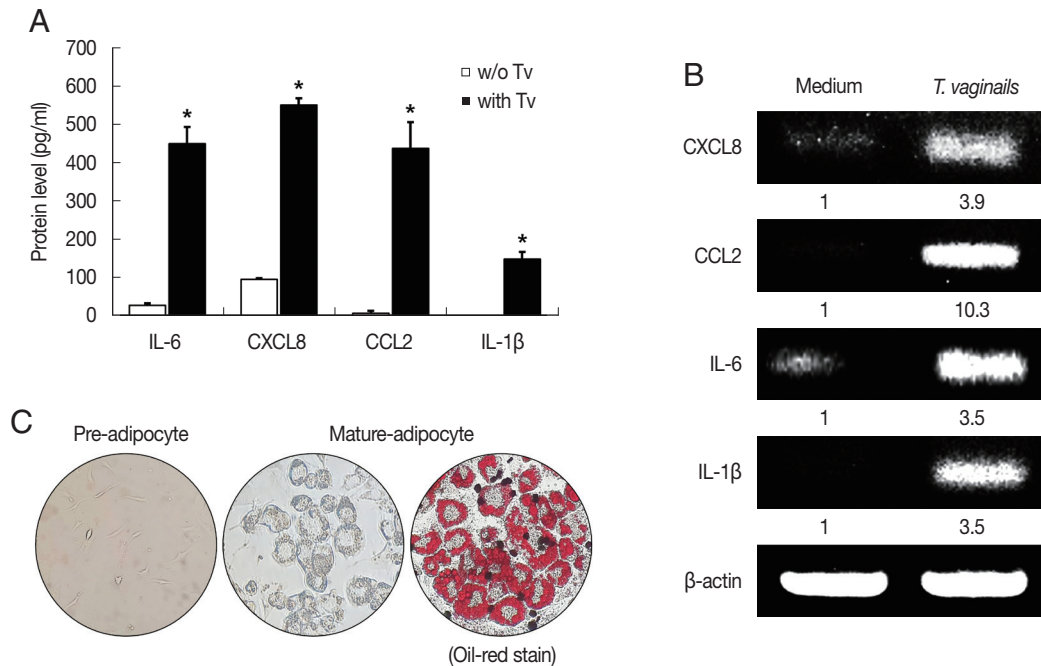 A
Protein level (pg/ml)
700
600
500
400
300
200
100
0
w/o Tv
with Tv
*
*
*
*
IL-6 CXCL8 CCL2 IL-1β
B
Medium T. vaginails
CXCL8
1 3.9
CCL2
1 10.3
IL-6
1 3.5
IL-1β
1 3.5
β-actin
C
Pre-adipocyte Mature-adipocyte
(Oil-red stain)